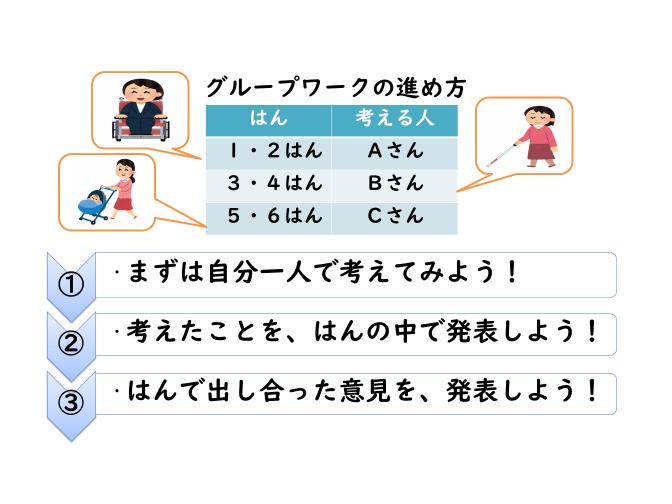 グループワークの進め方
はん 考える人
１・２はん Ａさん
３・４はん Ｂさん
５・６はん Ｃさん
① ・まずは自分一人で考えてみよう！
② ・考えたことを、はんの中で発表しよう！
③ ・はんで出し合った意見を、発表しよう！